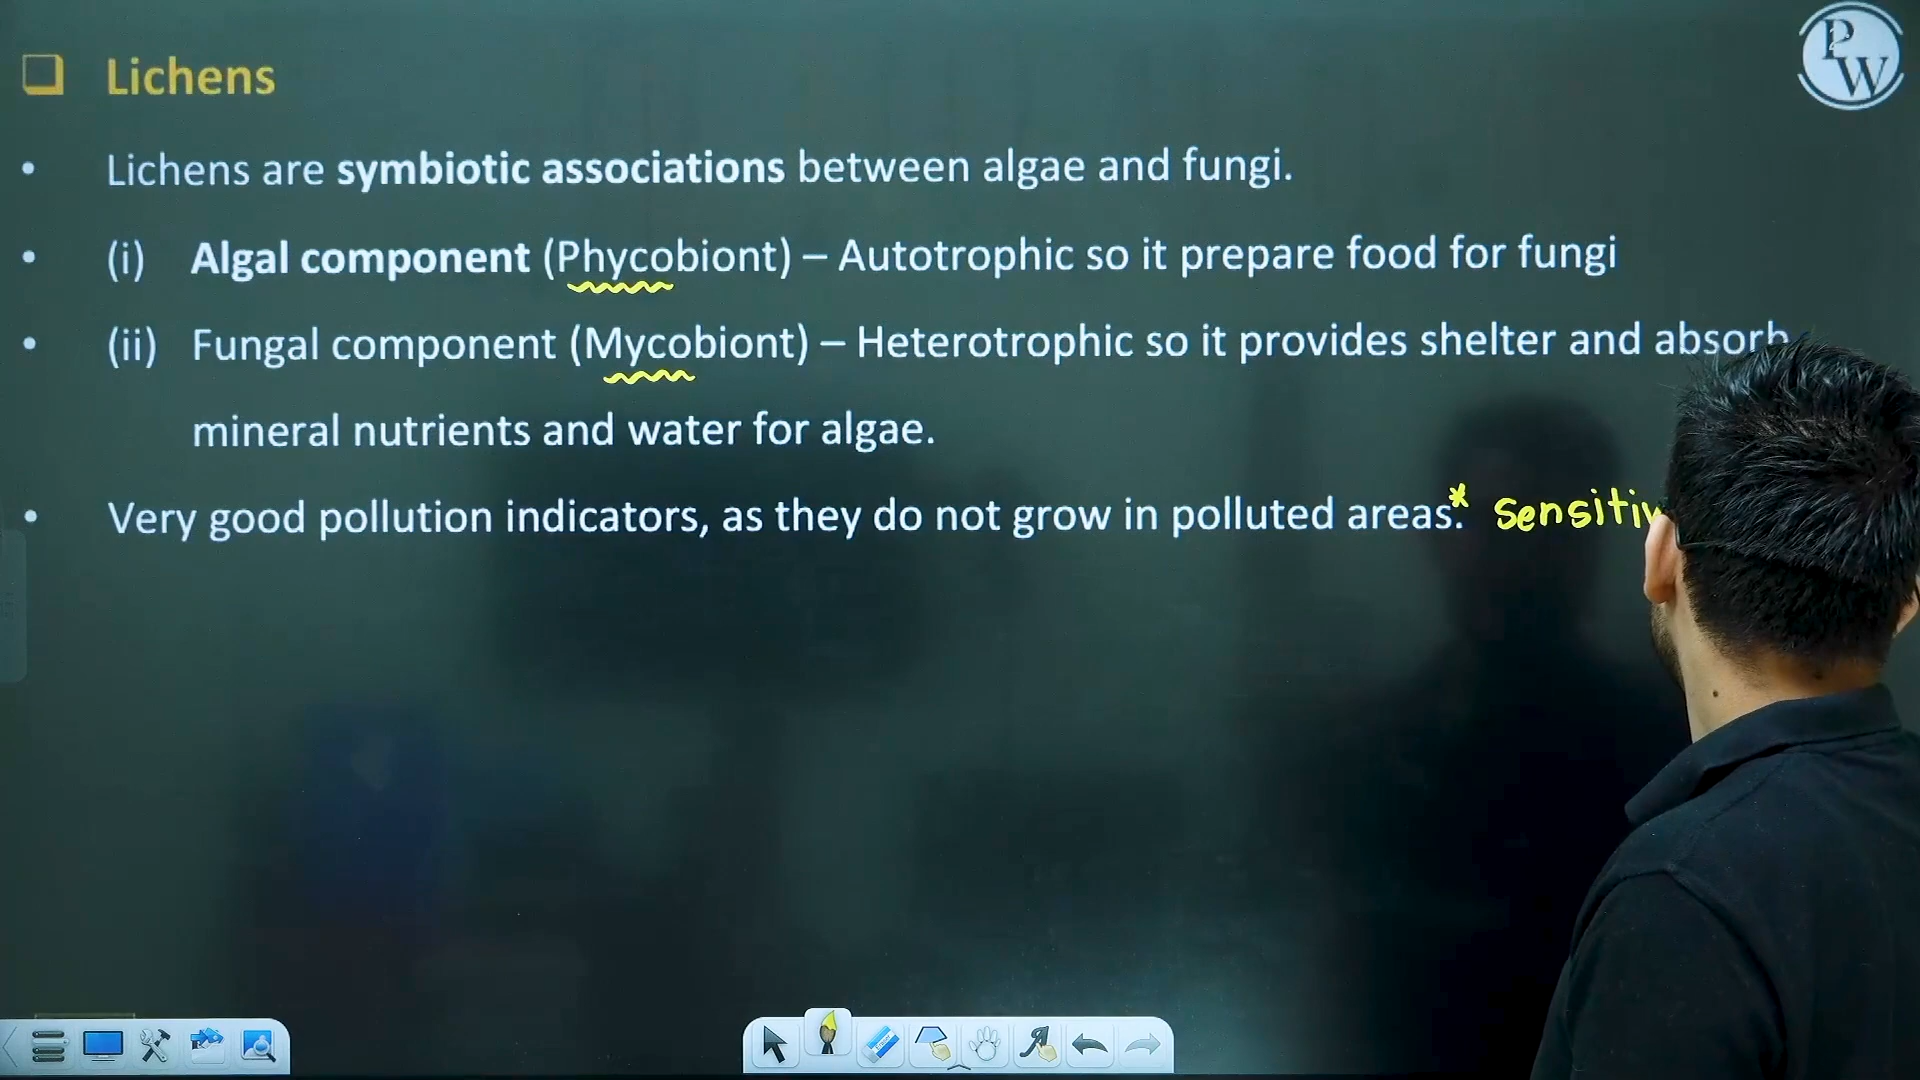 Lichens
• Lichens are symbiotic associations between algae and fungi.
• (i) Algal component (Phycobiont) – Autotrophic so it prepare food for fungi
• (ii) Fungal component (Mycobiont) – Heterotrophic so it provides shelter and absorb
mineral nutrients and water for algae.
• Very good pollution indicators, as they do not grow in polluted areas.* Sensitiv
PW